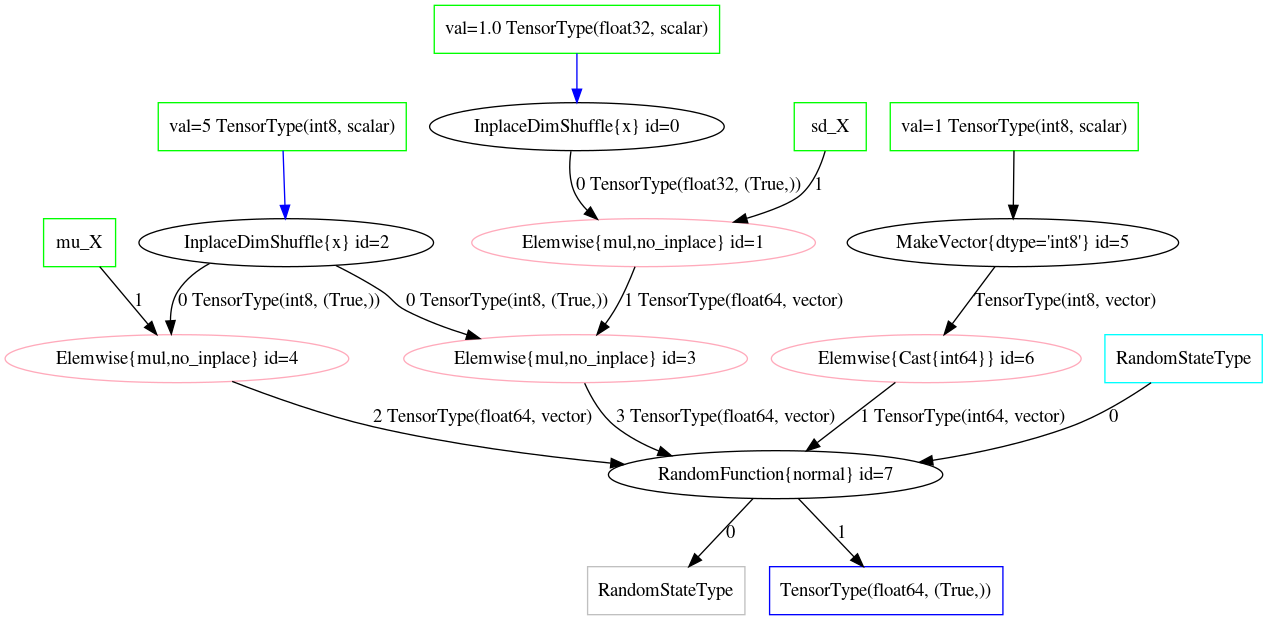 val=1.0 TensorType(float32, scalar)
val=5 TensorType(int8, scalar)
InplaceDimShuffle{x} id=0
sd_X
val=1 TensorType(int8, scalar)
0 TensorType(float32, (True,))
1
mu_X
InplaceDimShuffle{x} id=2
Elemwise{mul,no_inplace} id=1
MakeVector{dtype='int8'} id=5
1
0 TensorType(int8, (True,))
0 TensorType(int8, (True,))
1 TensorType(float64, vector)
TensorType(int8, vector)
Elemwise{mul,no_inplace} id=4
Elemwise{mul,no_inplace} id=3
Elemwise{Cast{int64}} id=6
RandomStateType
2 TensorType(float64, vector)
3 TensorType(float64, vector)
1 TensorType(int64, vector)
0
RandomFunction{normal} id=7
0
1
RandomStateType
TensorType(float64, (True,))